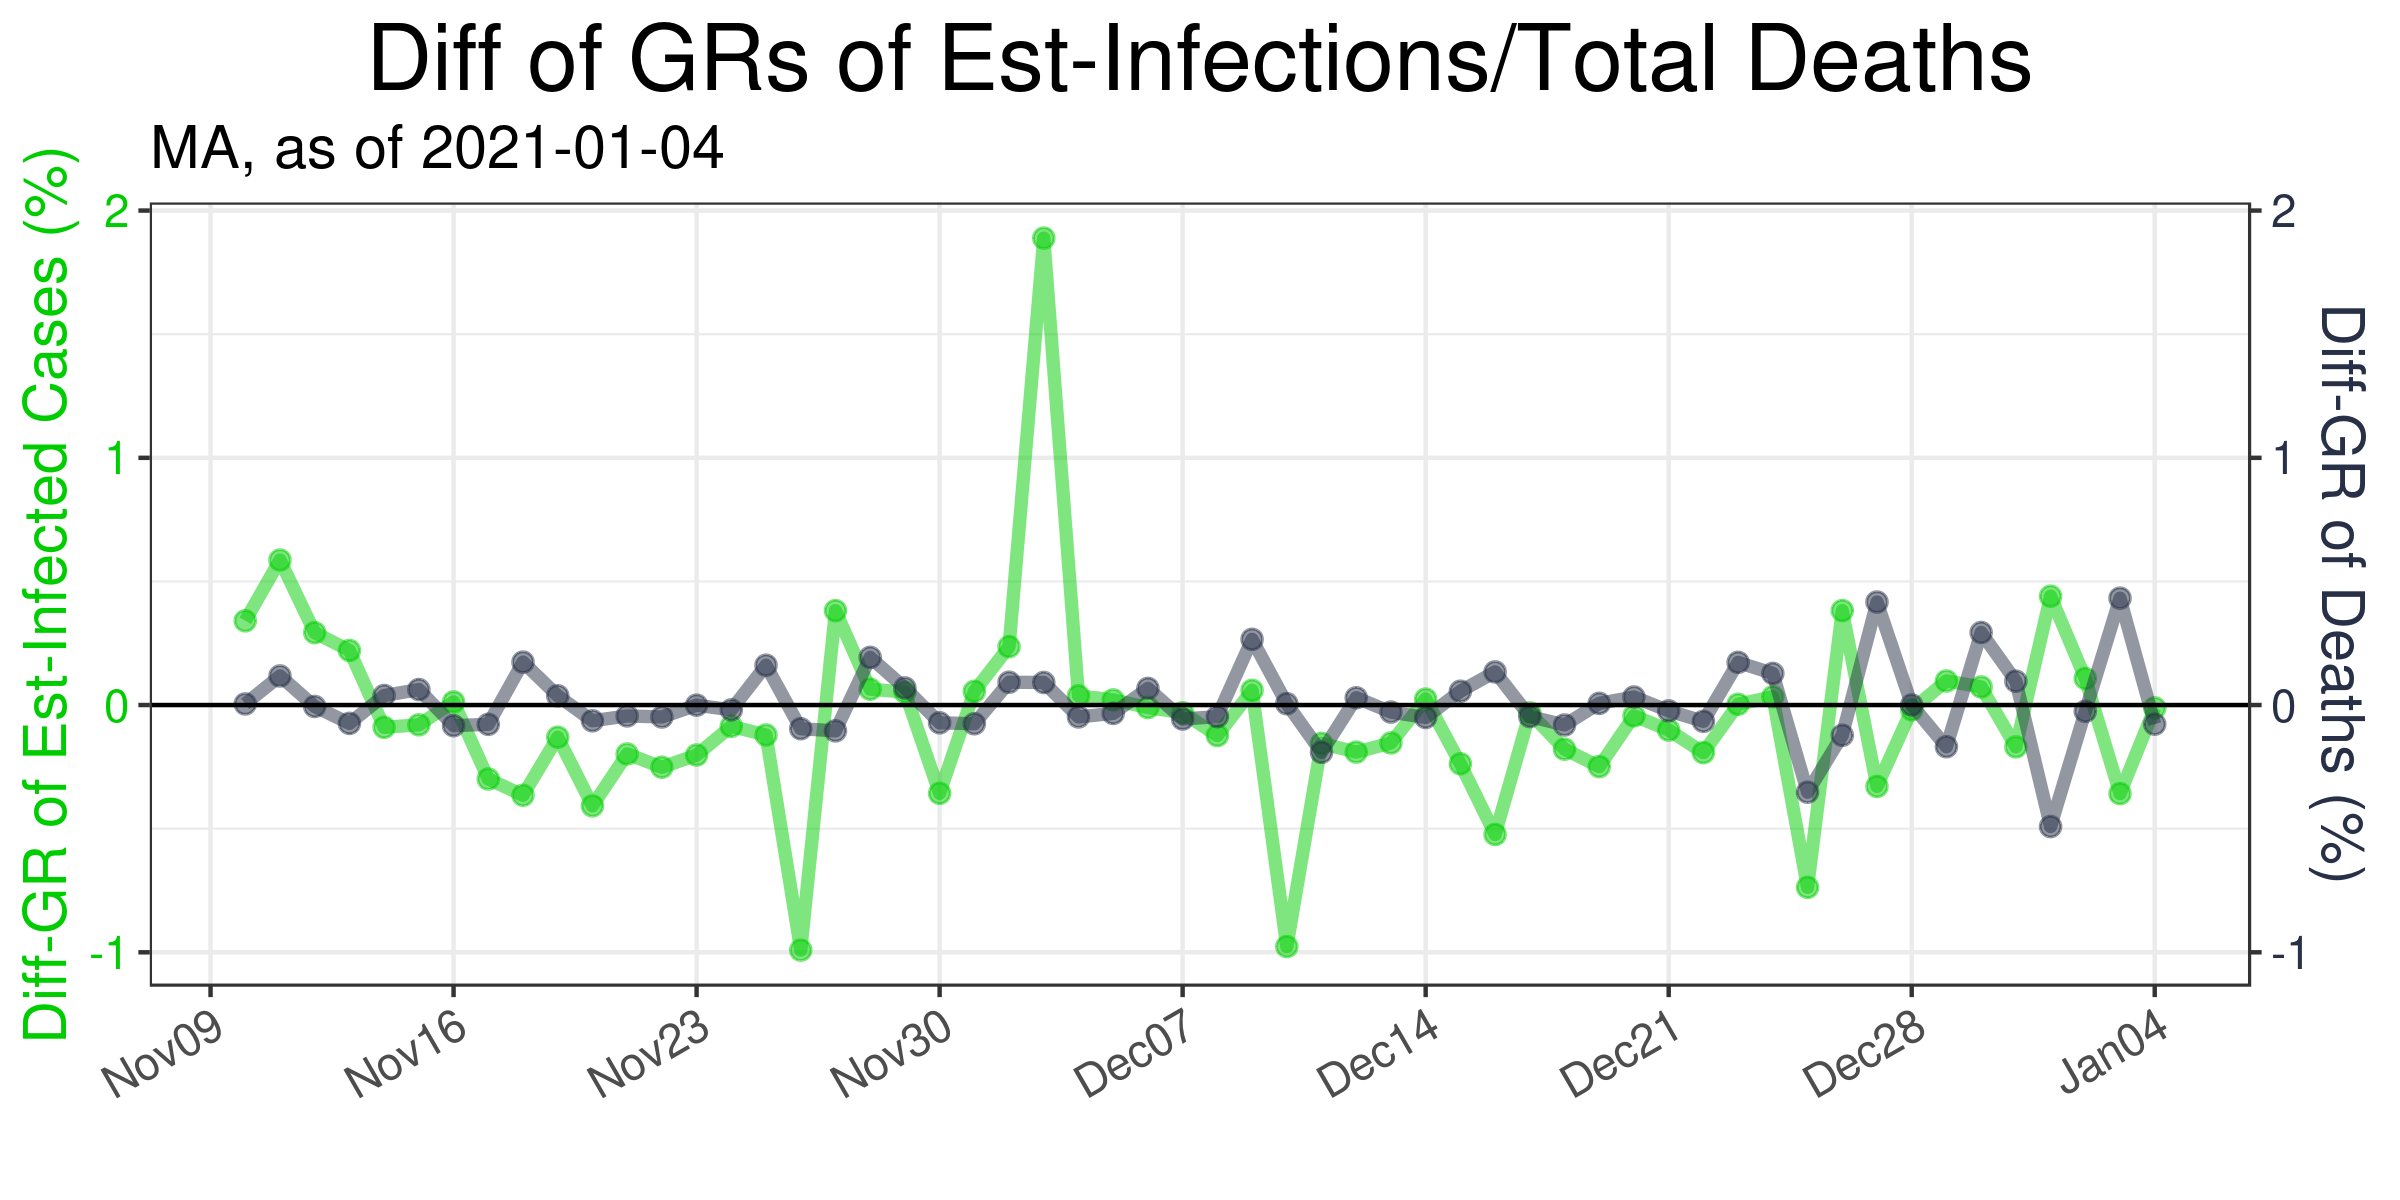 Diff of GRs of Est-Infections/Total Deaths
MA, as of 2021-01-04
Diff-GR of Est-Infected Cases (%)
2
1
0
-1
2
1
0
-1
Diff-GR of Deaths (%)
Nov09 Nov16 Nov23 Nov30 Dec07 Dec14 Dec21 Dec28 Jan04